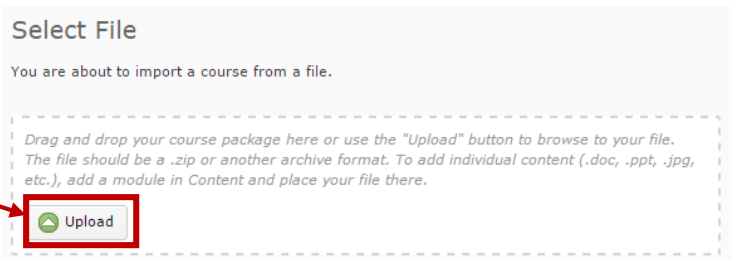 Select File
You are about to import a course from a file.
Drag and drop your course package here or use the "Upload" button to browse to your file.
The file should be a .zip or another archive format. To add individual content (.doc, .ppt, .jpg,
etc.), add a module in Content and place your file there.
Upload